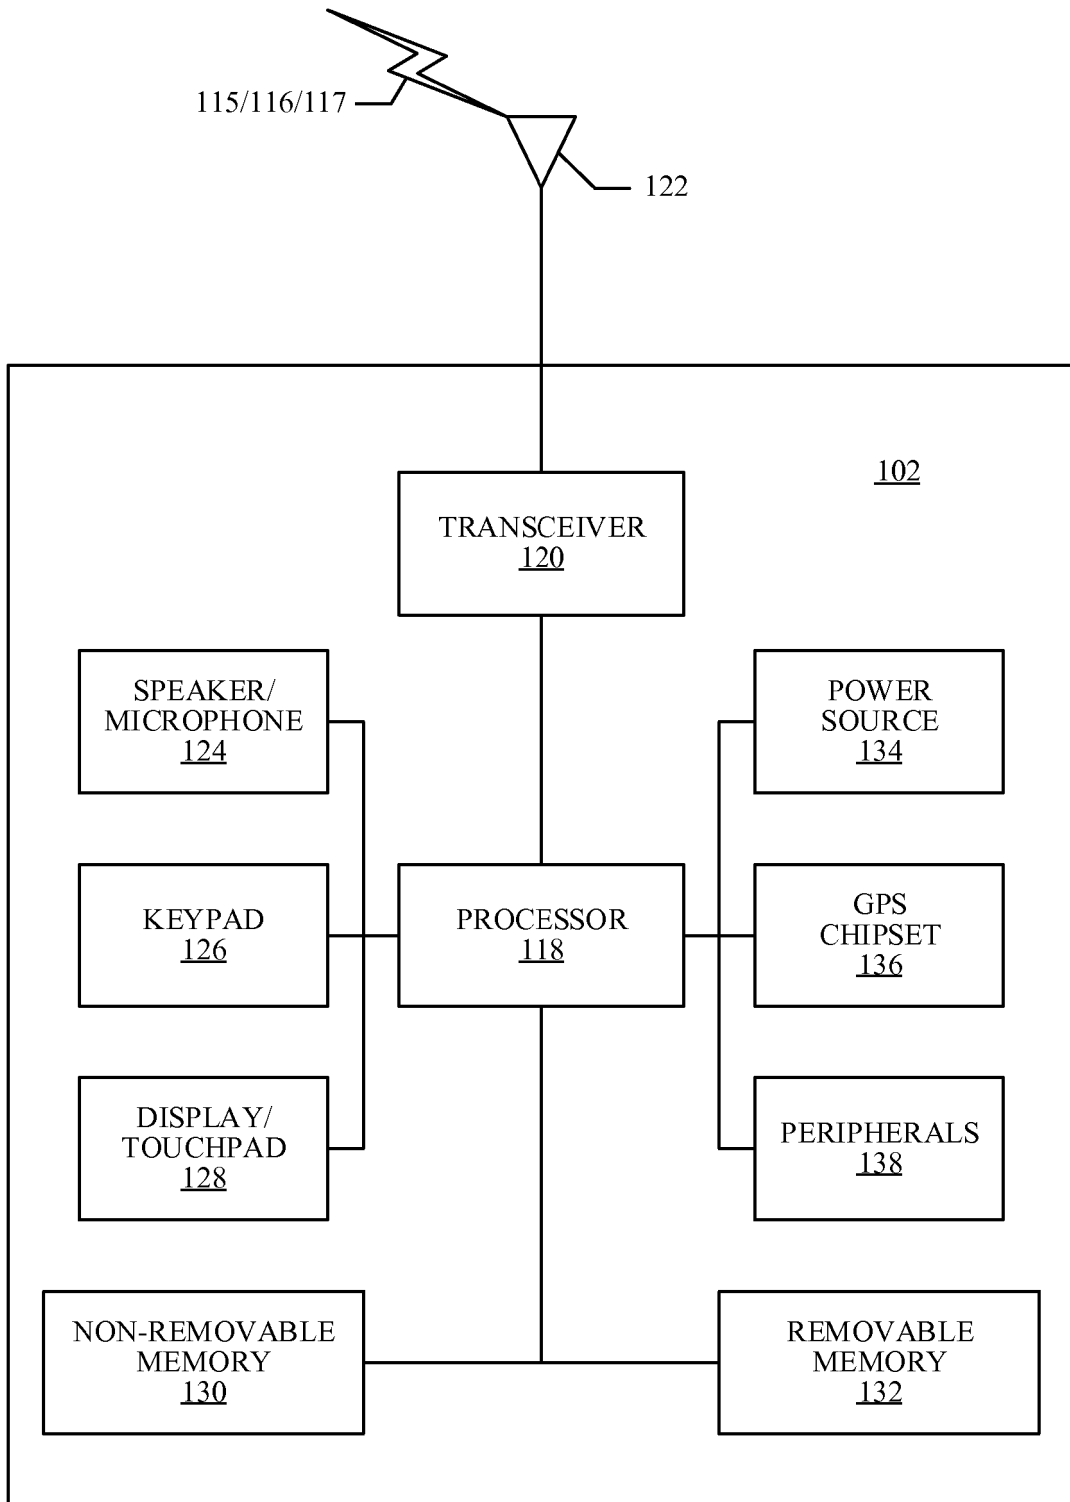 115/116/117
122
102
TRANSCEIVER
120
SPEAKER/
MICROPHONE
124
POWER
SOURCE
134
KEYPAD
126
PROCESSOR
118
GPS
CHIPSET
136
DISPLAY/
TOUCHPAD
128
PERIPHERALS
138
NON-REMOVABLE
MEMORY
130
REMOVABLE
MEMORY
132